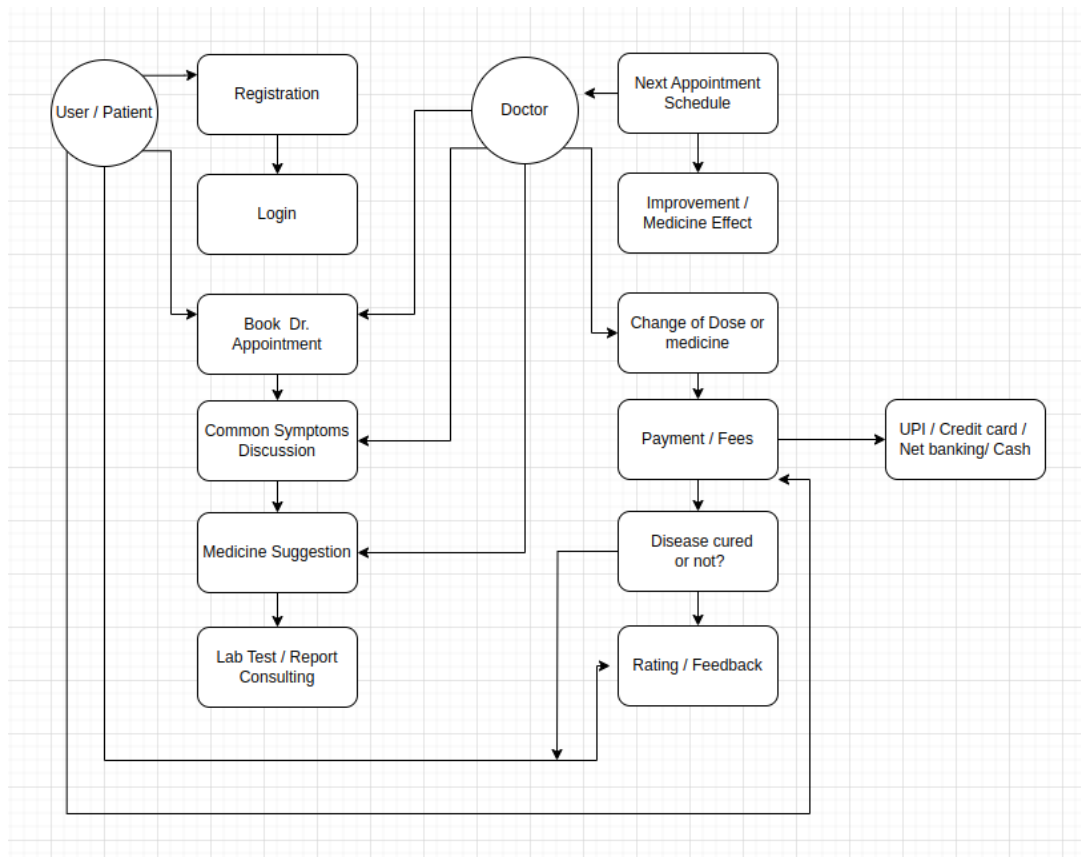 User / Patient
Registration
Login
Book  Dr.
Appointment
Common Symptoms
Discussion
Medicine Suggestion
Lab Test / Report
Consulting
Doctor
Next Appointment
Schedule
Improvement /
Medicine Effect
Change of Dose or
medicine
Payment / Fees
UPI / Credit card /
Net banking/ Cash
Disease cured
or not?
Rating / Feedback